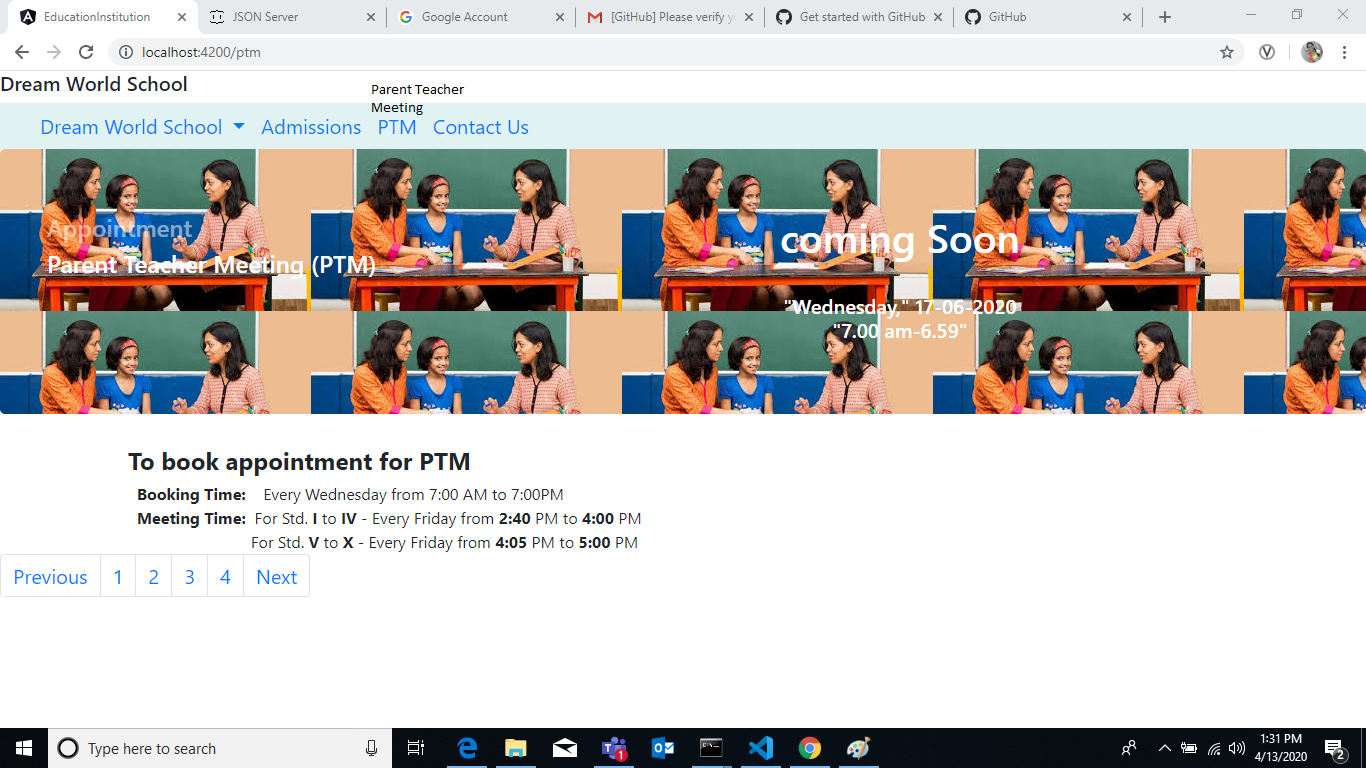 EducationInstitution
JSON Server
Google Account
[GitHub] Please verify y
Get started with GitHub
GitHub
localhost:4200/ptm
Dream World School
Parent Teacher
Meeting
Dream World School Admissions PTM Contact Us
Appointment
Parent Teacher Meeting (PTM)
coming Soon
"Wednesday," 17-06-2020
"7.00 am-6.59"
To book appointment for PTM
Booking Time: Every Wednesday from 7:00 AM to 7:00PM
Meeting Time: For Std. I to IV - Every Friday from 2:40 PM to 4:00 PM
For Std. V to X - Every Friday from 4:05 PM to 5:00 PM
Previous 1 2 3 4 Next
Type here to search
1
1:31 PM
4/13/2020
2